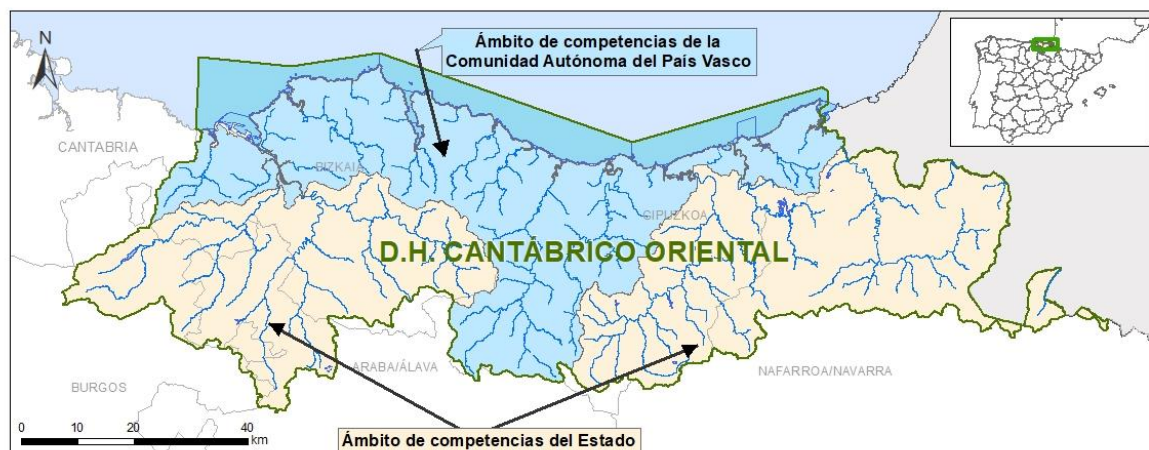 N
Ámbito de competencias de la
Comunidad Autónoma del País Vasco
CANTABRIA
BIZKAIA
GIPUZKOA
D.H. CANTÁBRICO ORIENTAL
ARABA/ÁLAVA
NAFARROA/NAVARRA
BURGOS
0 10 20 40
km
Ámbito de competencias del Estado